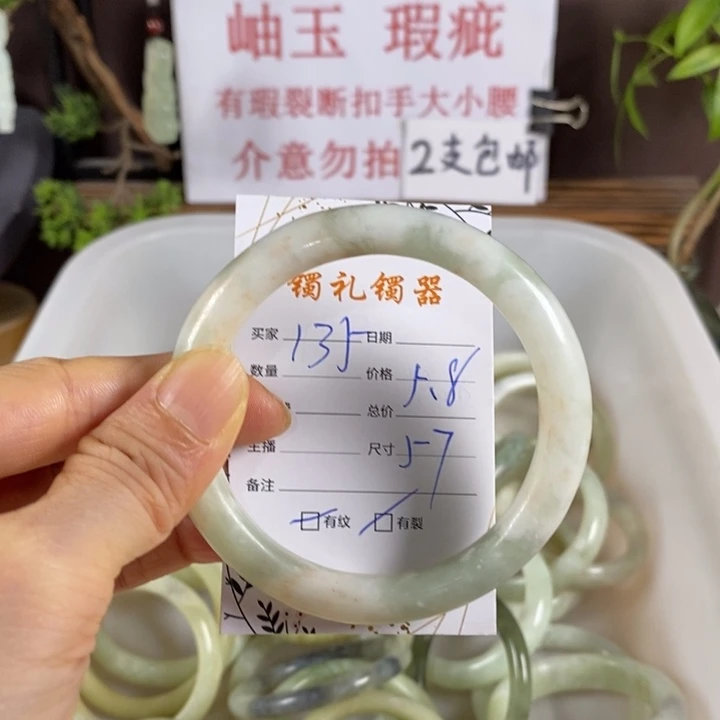 岫玉 瑕疵
有瑕裂断扣手大小腰
介意勿拍 2支包邮
镯礼镯器
买家 135 日期
数量 价格 5.8
总价
主播 尺寸 57
备注
有纹 有裂